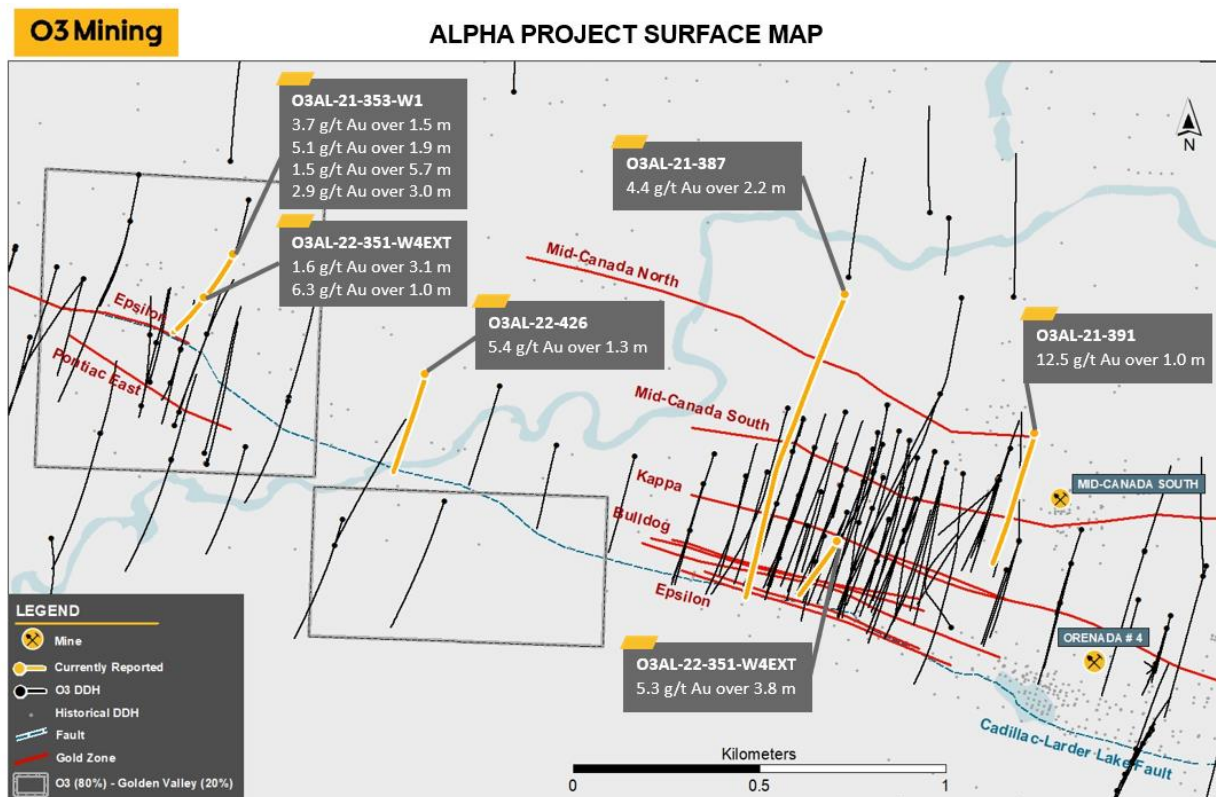 O3 Mining
ALPHA PROJECT SURFACE MAP
O3AL-21-353-W1
3.7 g/t Au over 1.5 m
5.1 g/t Au over 1.9 m
1.5 g/t Au over 5.7 m
2.9 g/t Au over 3.0 m
O3AL-22-351-W4EXT
1.6 g/t Au over 3.1 m
6.3 g/t Au over 1.0 m
O3AL-22-426
5.4 g/t Au over 1.3 m
O3AL-21-387
4.4 g/t Au over 2.2 m
O3AL-21-391
12.5 g/t Au over 1.0 m
N
Mid-Canada North
Epsilon
Pontiac East
Mid-Canada South
Kappa
Bulldog
Epsilon
MID-CANADA SOUTH
ORENADA # 4
O3AL-22-351-W4EXT
5.3 g/t Au over 3.8 m
Cadillac-Larder Lake Fault
LEGEND
Mine
Currently Reported
O3 DDH
Historical DDH
Fault
Gold Zone
O3 (80%) - Golden Valley (20%)
Kilometers
0 0.5 1